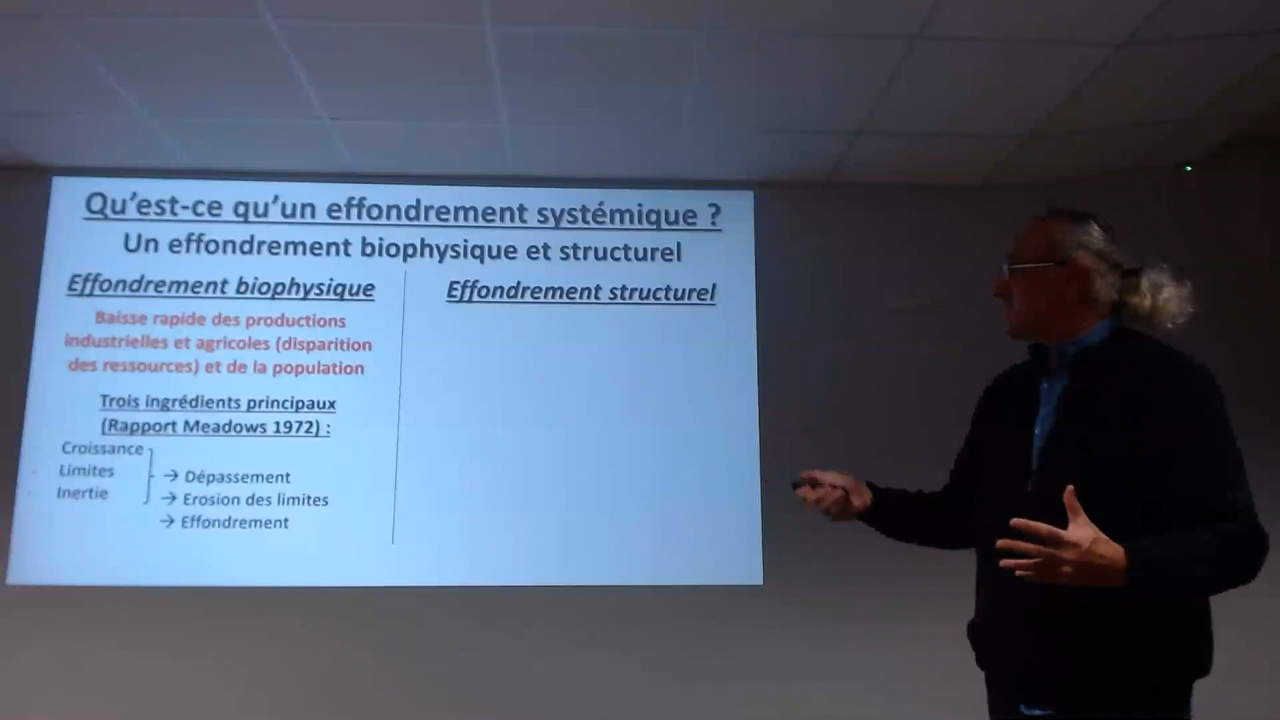 Qu'est-ce qu'un effondrement systémique ?
Un effondrement biophysique et structurel
Effondrement biophysique
Baisse rapide des productions
industrielles et agricoles (disparition
des ressources) et de la population
Trois ingrédients principaux
(Rapport Meadows 1972) :
- Croissance
- Limites
- Inertie
→ Dépassement
→ Erosion des limites
→ Effondrement
Effondrement structurel